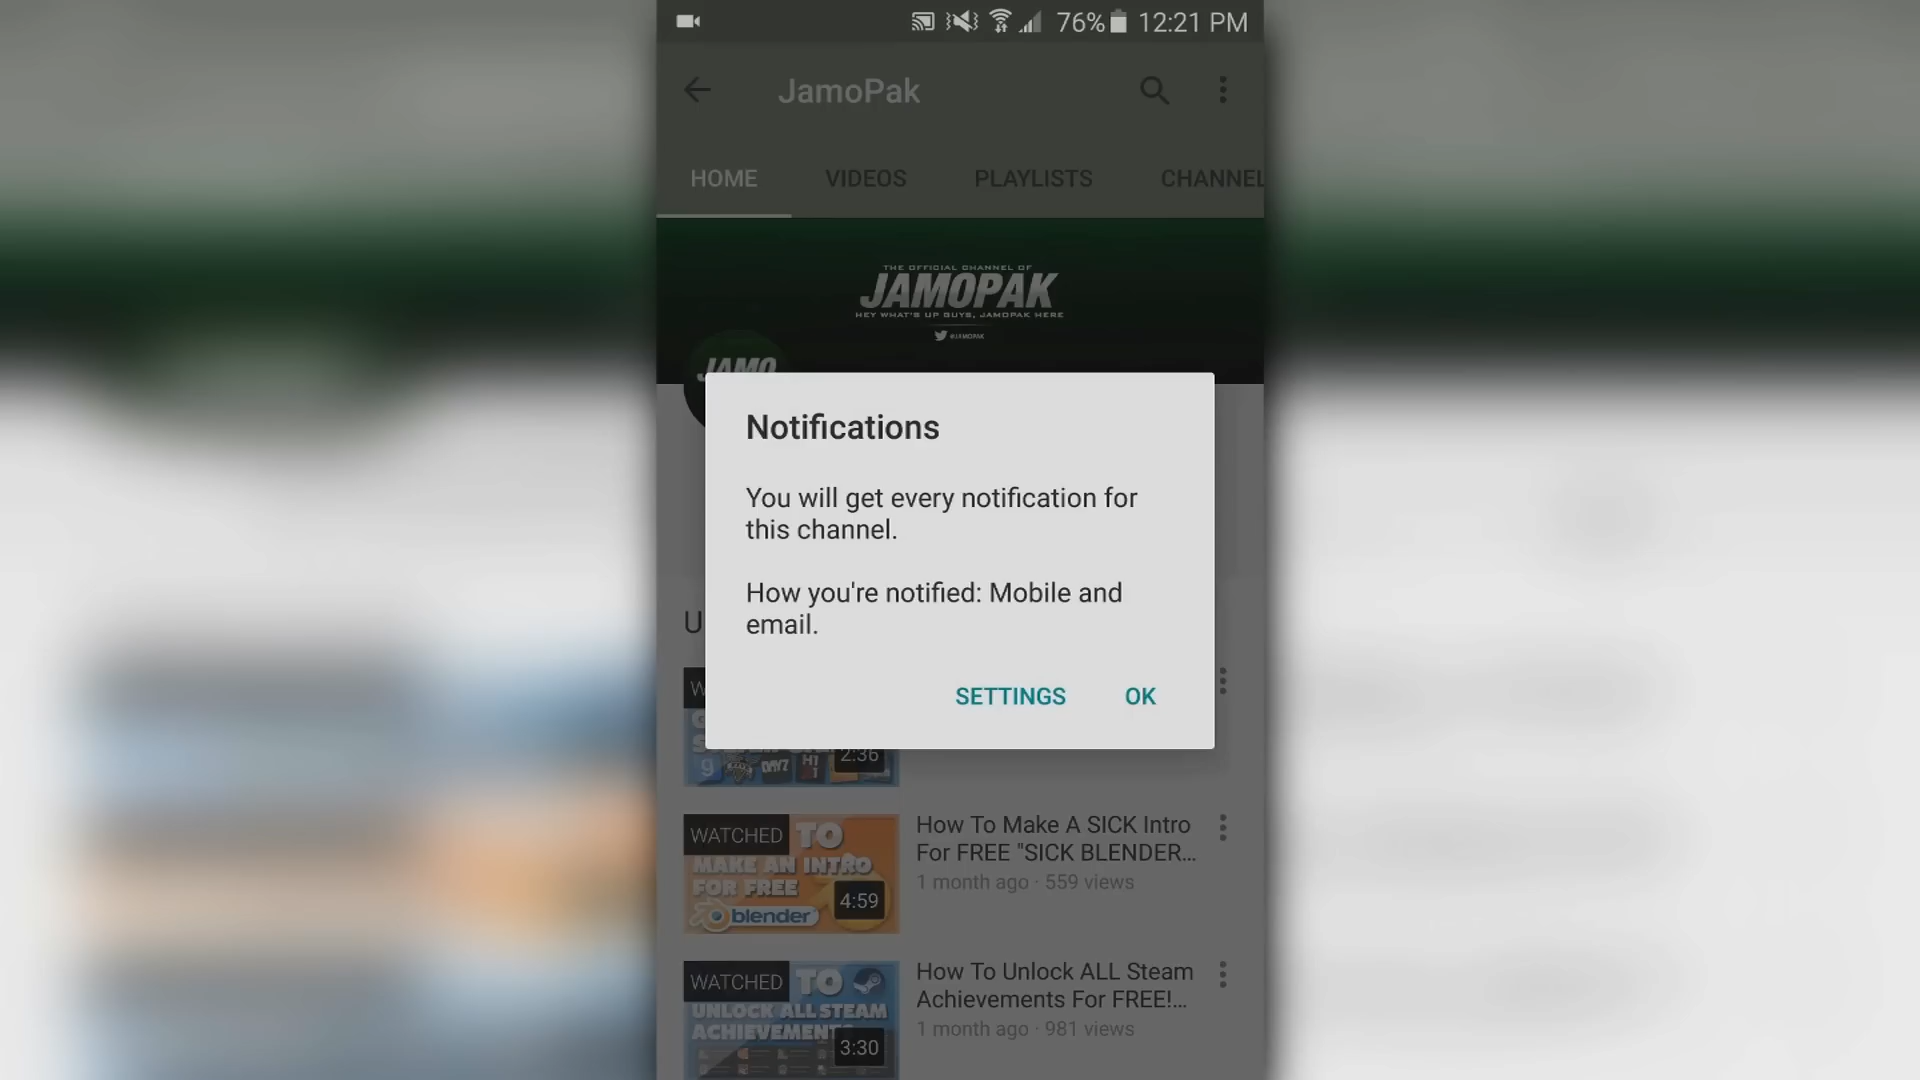 76% 12:21 PM
JamoPak
HOME VIDEOS PLAYLISTS CHANNEL
THE OFFICIAL CHANNEL OF
JAMOPAK
HEY WHAT'S UP GUYS, JAMOPAK HERE
@JAMOPAK
JAMO
Notifications
You will get every notification for
this channel.
How you're notified: Mobile and
email.
SETTINGS OK
U
W
2:36
WATCHED TO
MAKE AN INTRO
FOR FREE
blender
4:59
How To Make A SICK Intro
For FREE "SICK BLENDER...
1 month ago · 559 views
WATCHED TO
UNLOCK ALL STEAM
ACHIEVEMENTS
3:30
How To Unlock ALL Steam
Achievements For FREE!...
1 month ago · 981 views